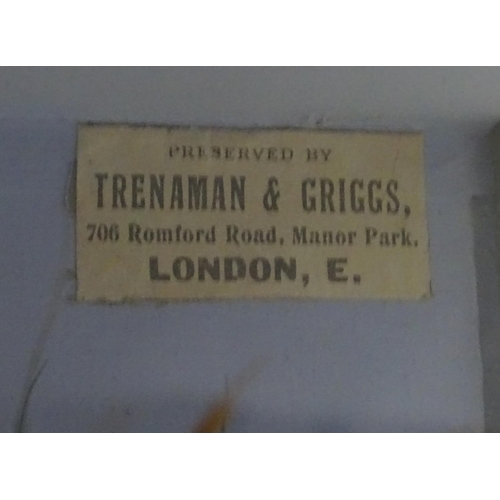 PRESERVED BY
TRENAMAN & GRIGGS,
706 Romford Road, Manor Park.
LONDON, E.